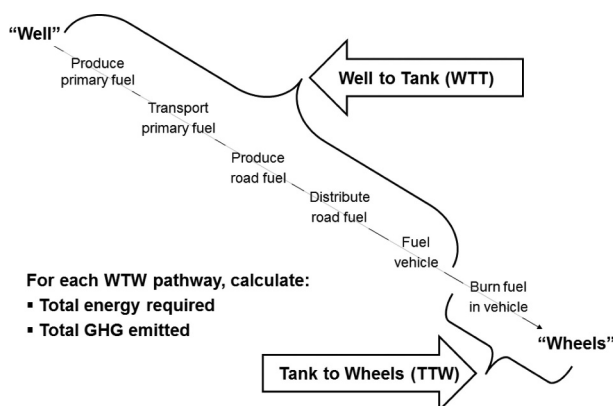 “Well”
Produce
primary fuel
Well to Tank (WTT)
Transport
primary fuel
Produce
road fuel
Distribute
road fuel
Fuel
vehicle
For each WTW pathway, calculate:
▪ Total energy required
▪ Total GHG emitted
Burn fuel
in vehicle
“Wheels”
Tank to Wheels (TTW)